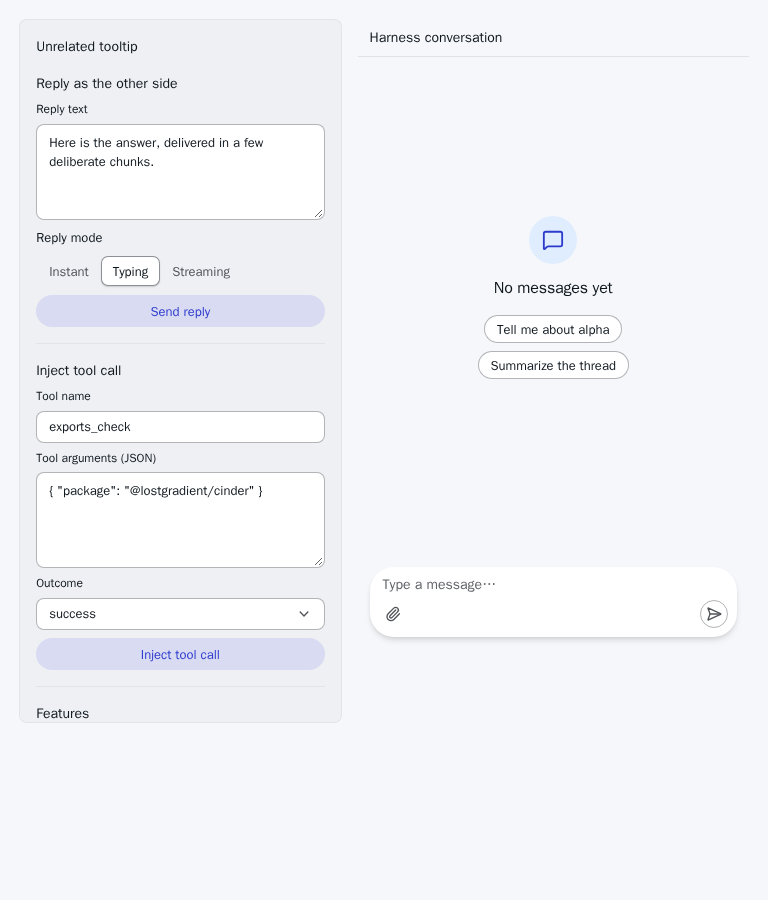 Unrelated tooltip
Reply as the other side
Reply text
Here is the answer, delivered in a few
deliberate chunks.
Reply mode
Instant
Typing
Streaming
Send reply
Inject tool call
Tool name
exports_check
Tool arguments (JSON)
{ "package": "@lostgradient/cinder" }
Outcome
success
Inject tool call
Features
Harness conversation
No messages yet
Tell me about alpha
Summarize the thread
Type a message…